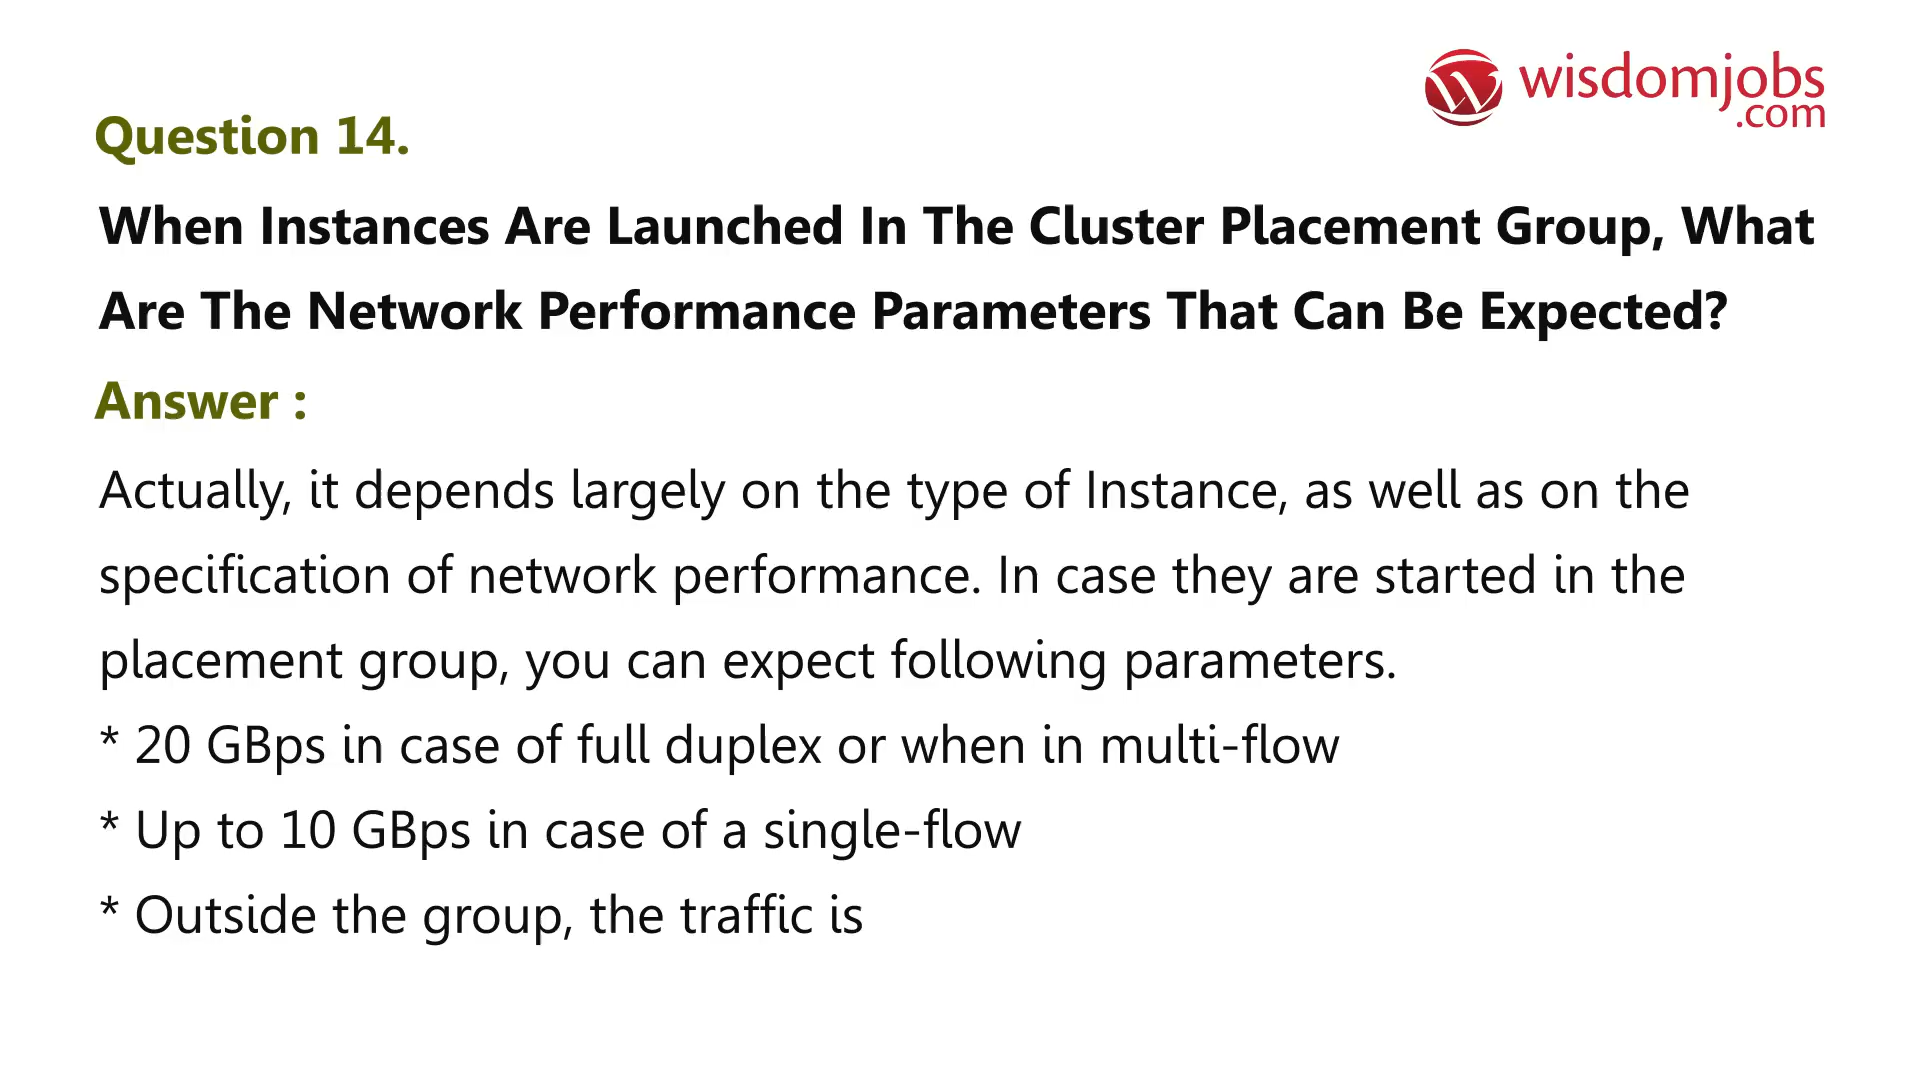 wisdomjobs
.com
Question 14.
When Instances Are Launched In The Cluster Placement Group, What
Are The Network Performance Parameters That Can Be Expected?
Answer :
Actually, it depends largely on the type of Instance, as well as on the
specification of network performance. In case they are started in the
placement group, you can expect following parameters.
* 20 GBps in case of full duplex or when in multi-flow
* Up to 10 GBps in case of a single-flow
* Outside the group, the traffic is